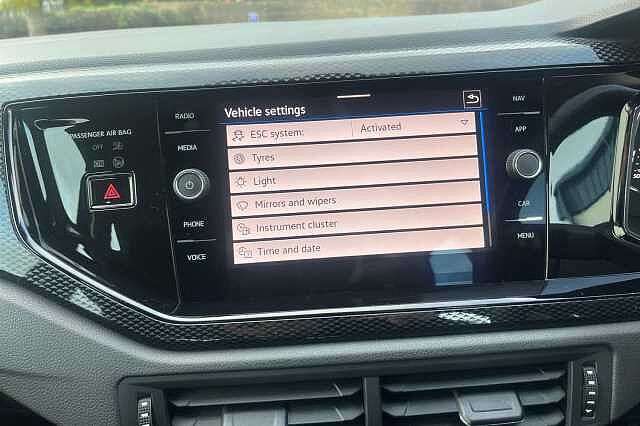 PASSENGER AIR BAG
OFF
RADIO
MEDIA
PHONE
VOICE
Vehicle settings
ESC system: Activated
Tyres
Light
Mirrors and wipers
Instrument cluster
Time and date
NAV
APP
CAR
MENU